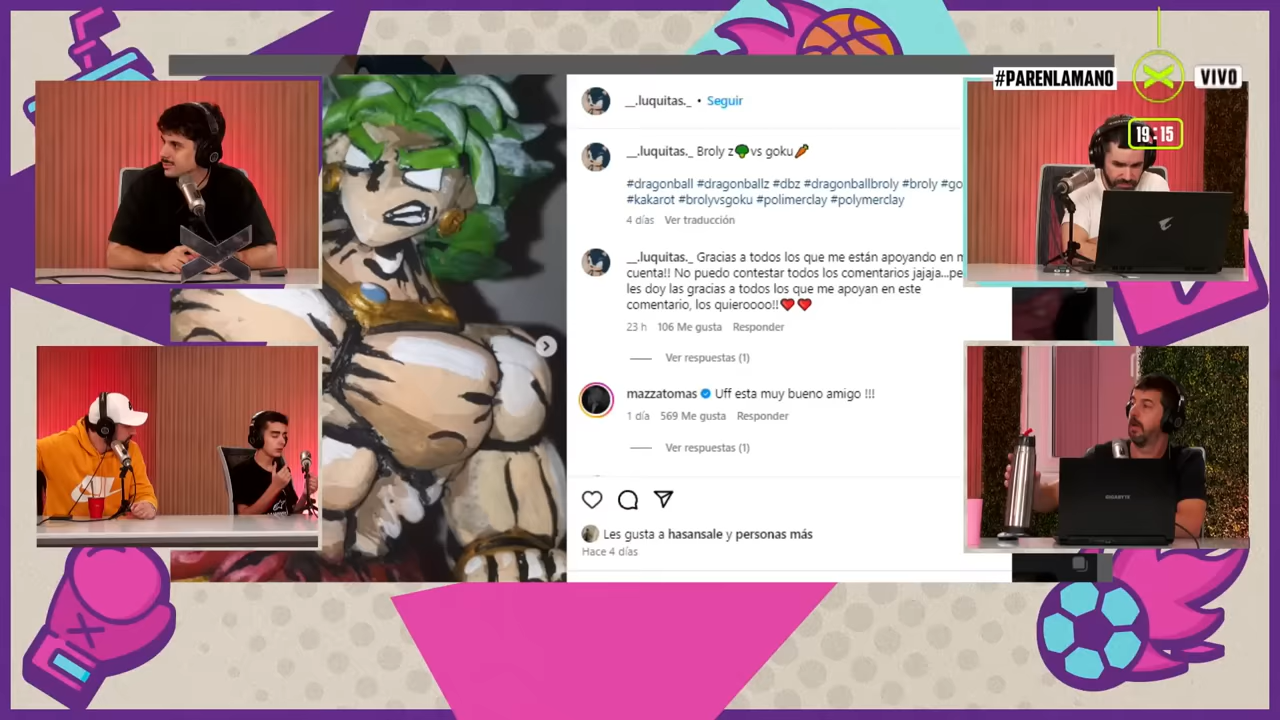 #PARENLAMANO
VIVO
19:15
__.luquitas._ • Seguir
__.luquitas._ Broly z🥦vs goku🥕
#dragonball #dragonballz #dbz #dragonballbroly #broly #go
#kakarot #brolyvsgoku #polimerclay #polymerclay
4 días Ver traducción
__.luquitas._ Gracias a todos los que me están apoyando en m
cuenta!! No puedo contestar todos los comentarios jajaja...pe
les doy las gracias a todos los que me apoyan en este
comentario, los quieroooo!!❤️❤️
23 h 106 Me gusta Responder
Ver respuestas (1)
mazzatomas Uff esta muy bueno amigo !!!
1 día 569 Me gusta Responder
Ver respuestas (1)
Les gusta a hasansale y personas más
Hace 4 días
GIGABYTE